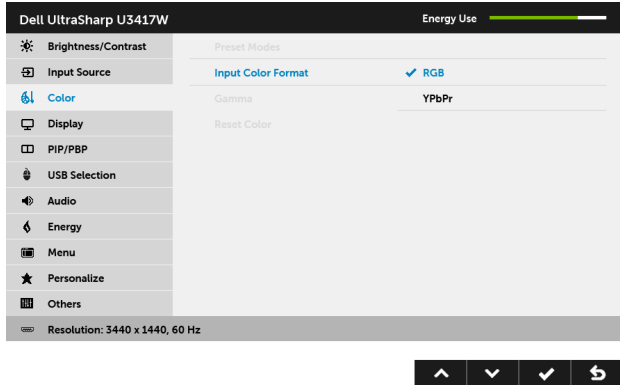 Dell UltraSharp U3417W
Energy Use
Brightness/Contrast
Preset Modes
Input Source
Input Color Format
RGB
Color
Gamma
YPbPr
Display
Reset Color
PIP/PBP
USB Selection
Audio
Energy
Menu
Personalize
Others
Resolution: 3440 x 1440, 60 Hz